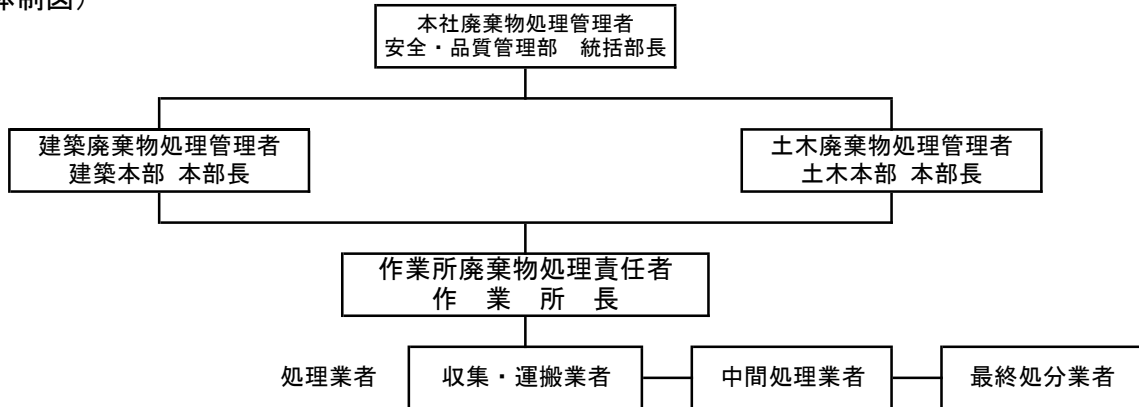 体制図）
本社廃棄物処理管理者
安全・品質管理部　統括部長
建築廃棄物処理管理者
建築本部 本部長
土木廃棄物処理管理者
土木本部 本部長
作業所廃棄物処理責任者
作　業　所　長
処理業者
収集・運搬業者
中間処理業者
最終処分業者